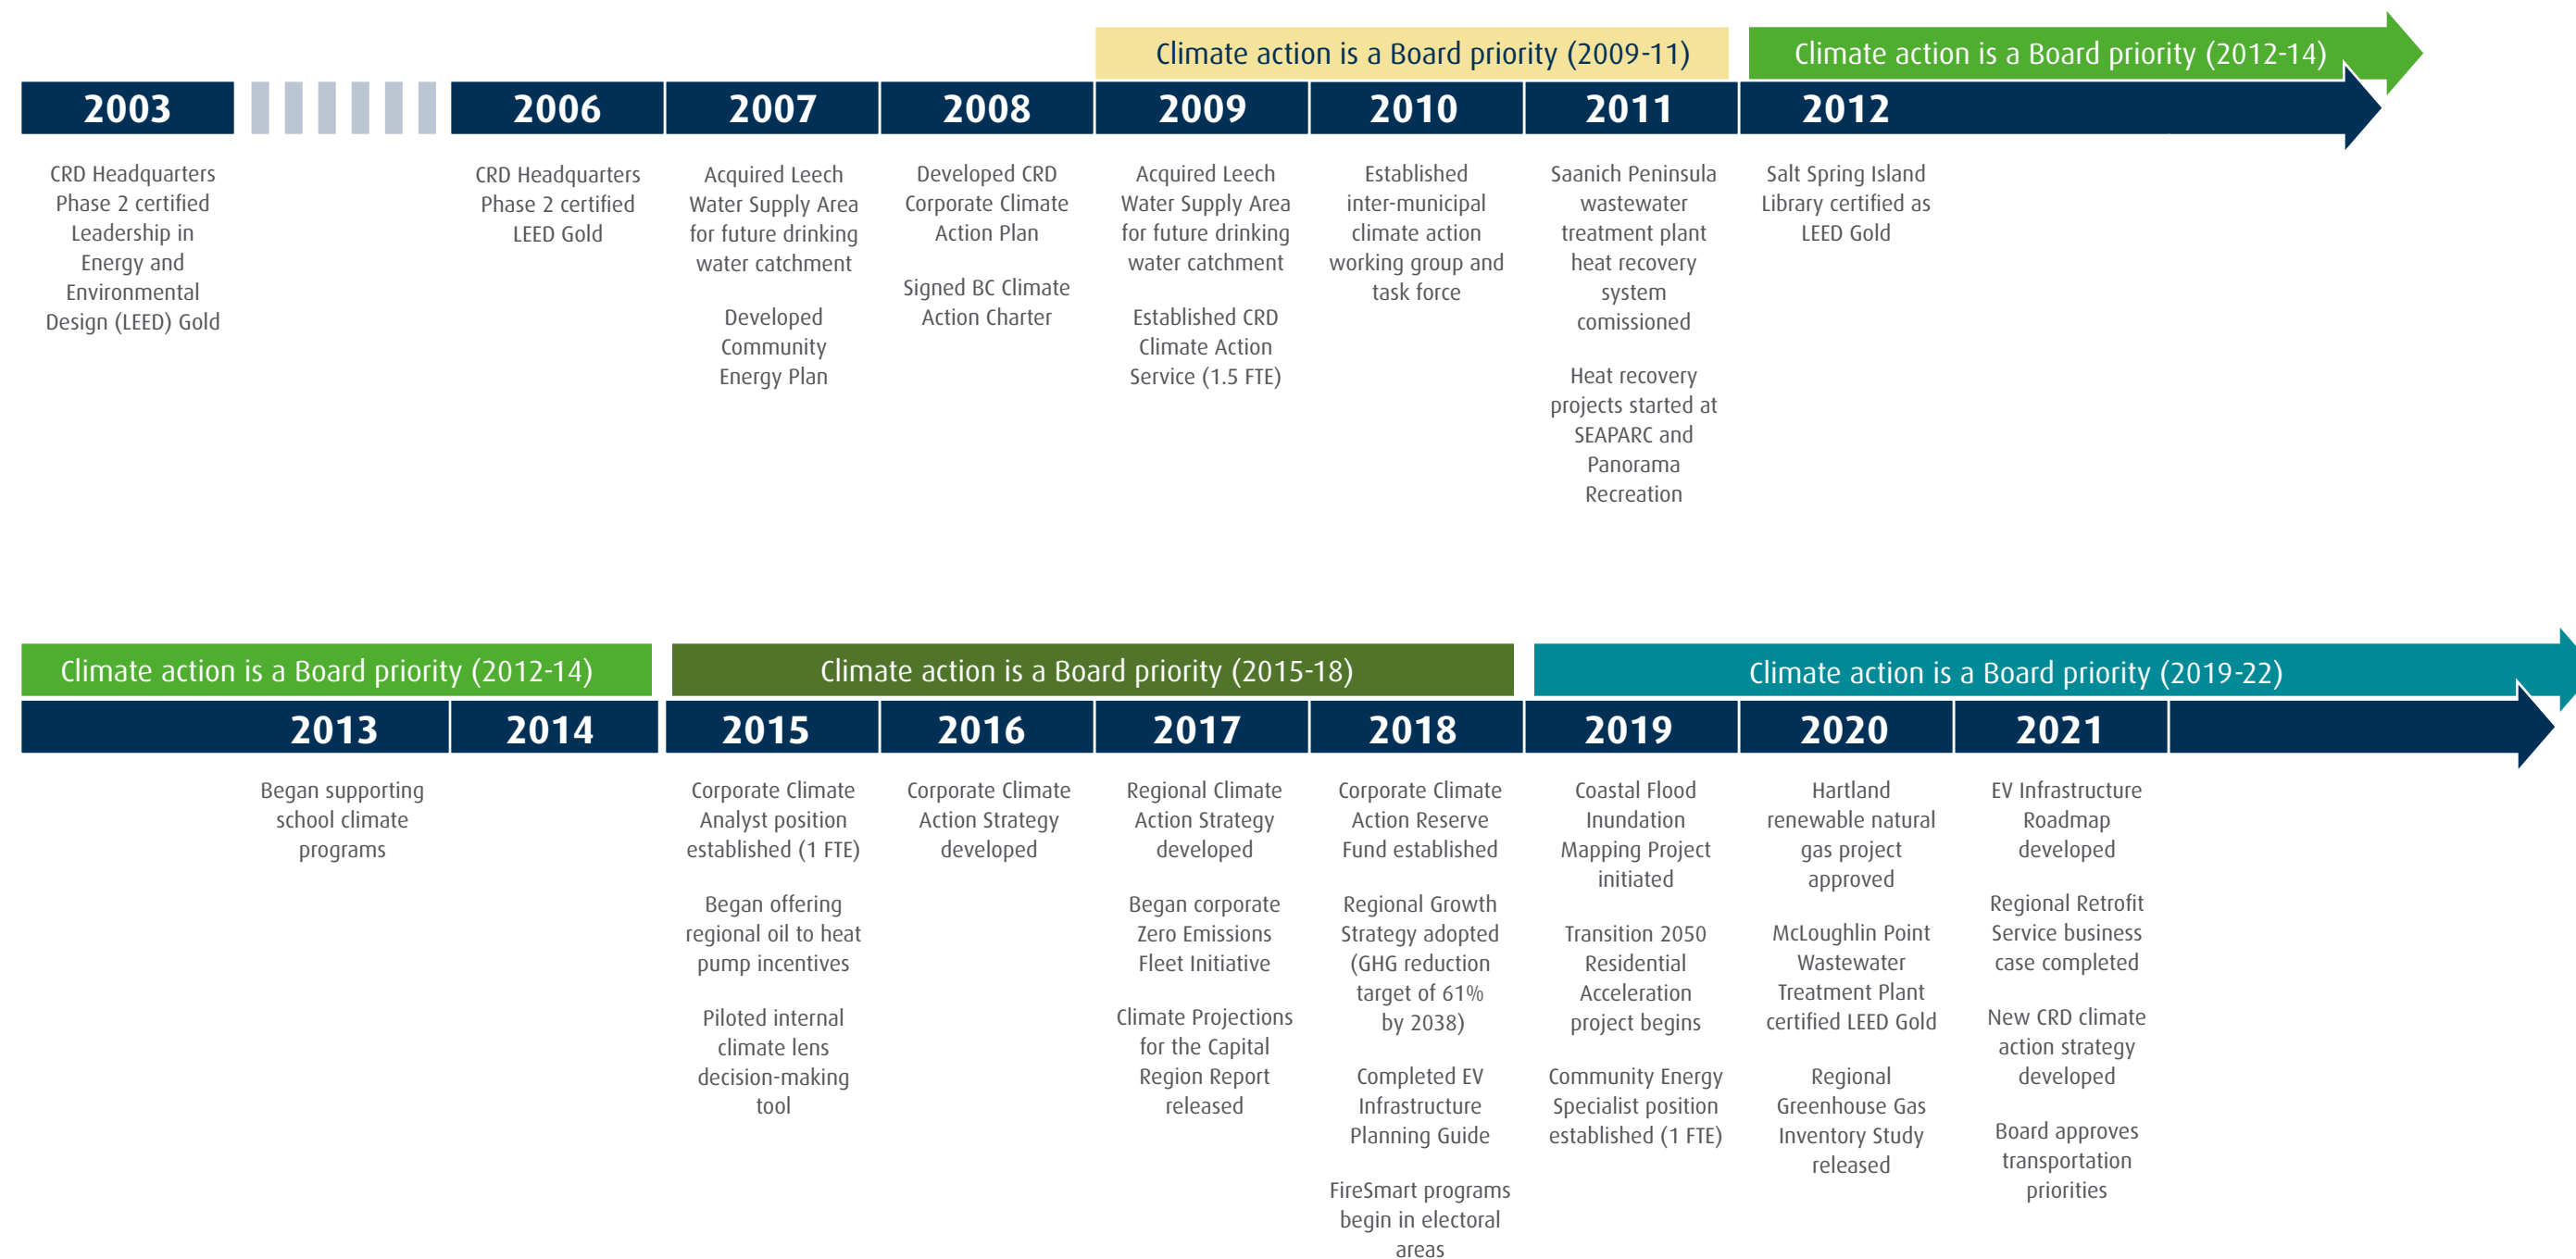 Climate action is a Board priority (2009-11)
Climate action is a Board priority (2012-14)
2003
2006
2007
2008
2009
2010
2011
2012
CRD Headquarters
Phase 2 certified
Leadership in
Energy and
Environmental
Design (LEED) Gold
CRD Headquarters
Phase 2 certified
LEED Gold
Acquired Leech
Water Supply Area
for future drinking
water catchment
Developed
Community
Energy Plan
Developed CRD
Corporate Climate
Action Plan
Signed BC Climate
Action Charter
Acquired Leech
Water Supply Area
for future drinking
water catchment
Established CRD
Climate Action
Service (1.5 FTE)
Established
inter-municipal
climate action
working group and
task force
Saanich Peninsula
wastewater
treatment plant
heat recovery
system
comissioned
Heat recovery
projects started at
SEAPARC and
Panorama
Recreation
Salt Spring Island
Library certified as
LEED Gold
Climate action is a Board priority (2012-14)
Climate action is a Board priority (2015-18)
Climate action is a Board priority (2019-22)
2013
2014
2015
2016
2017
2018
2019
2020
2021
Began supporting
school climate
programs
Corporate Climate
Analyst position
established (1 FTE)
Began offering
regional oil to heat
pump incentives
Piloted internal
climate lens
decision-making
tool
Corporate Climate
Action Strategy
developed
Regional Climate
Action Strategy
developed
Began corporate
Zero Emissions
Fleet Initiative
Climate Projections
for the Capital
Region Report
released
Corporate Climate
Action Reserve
Fund established
Regional Growth
Strategy adopted
(GHG reduction
target of 61%
by 2038)
Completed EV
Infrastructure
Planning Guide
FireSmart programs
begin in electoral
areas
Coastal Flood
Inundation
Mapping Project
initiated
Transition 2050
Residential
Acceleration
project begins
Community Energy
Specialist position
established (1 FTE)
Hartland
renewable natural
gas project
approved
McLoughlin Point
Wastewater
Treatment Plant
certified LEED Gold
Regional
Greenhouse Gas
Inventory Study
released
EV Infrastructure
Roadmap
developed
Regional Retrofit
Service business
case completed
New CRD climate
action strategy
developed
Board approves
transportation
priorities